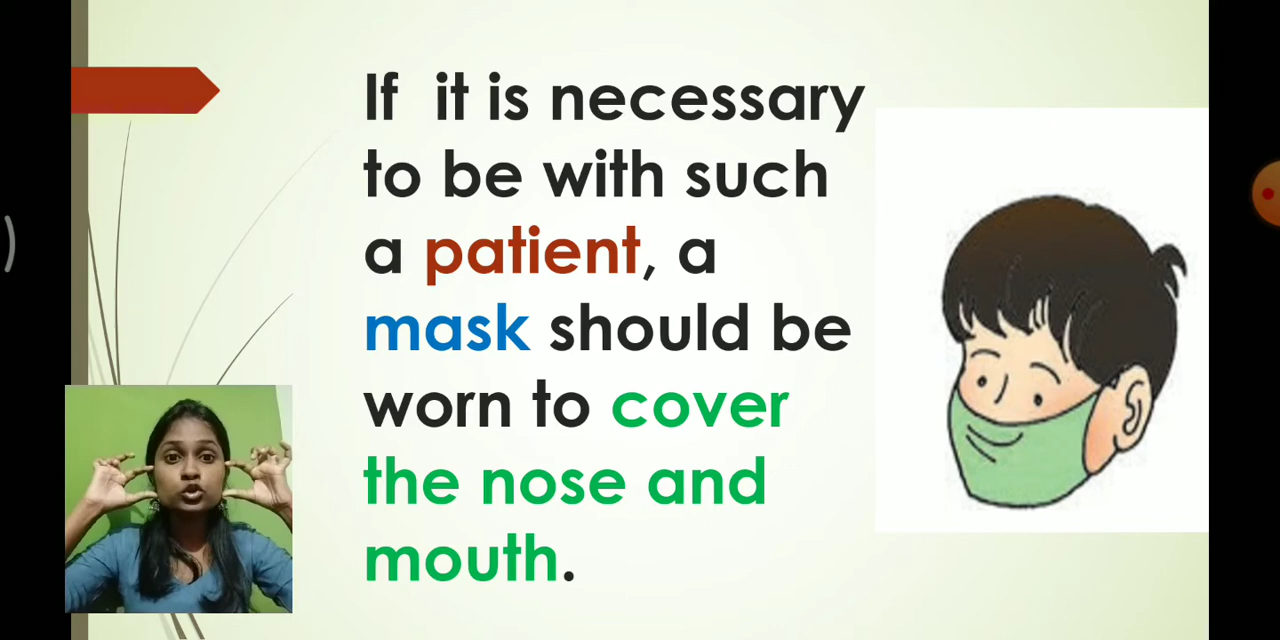 If it is necessary
to be with such
a patient, a
mask should be
worn to cover
the nose and
mouth.